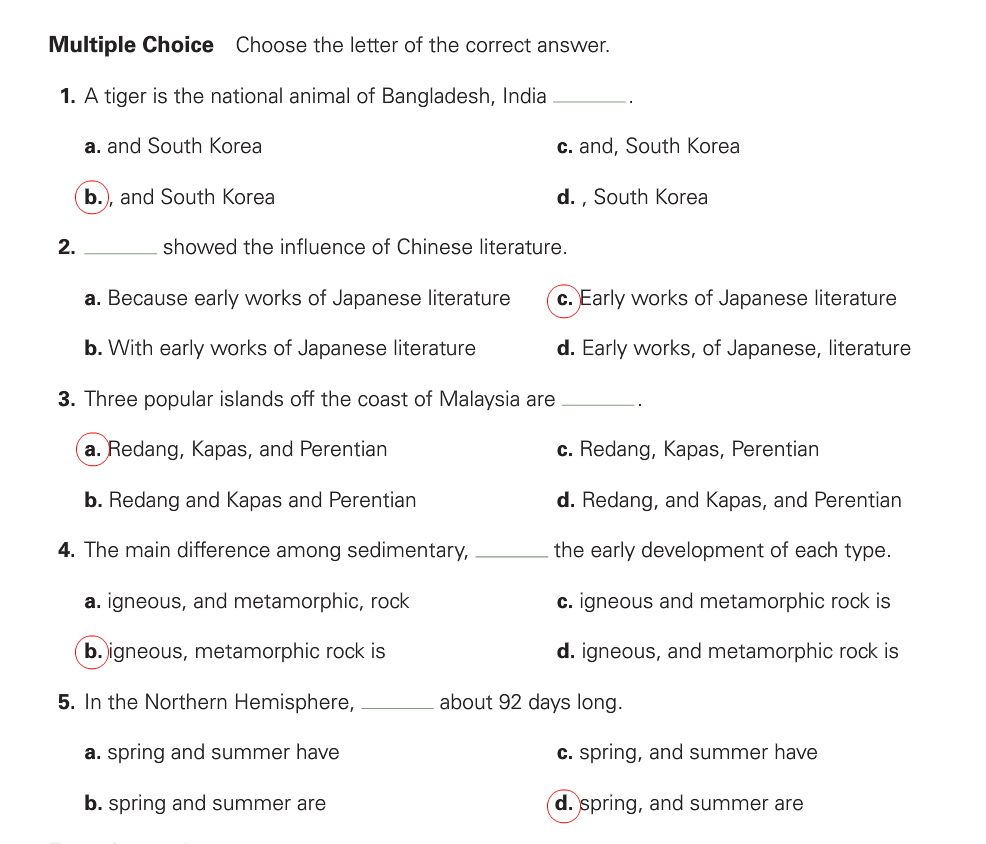 Multiple Choice Choose the letter of the correct answer.
1. A tiger is the national animal of Bangladesh, India ________ .
a. and South Korea c. and, South Korea
b. , and South Korea d. , South Korea
2. ________ showed the influence of Chinese literature.
a. Because early works of Japanese literature c. Early works of Japanese literature
b. With early works of Japanese literature d. Early works, of Japanese, literature
3. Three popular islands off the coast of Malaysia are ________ .
a. Redang, Kapas, and Perentian c. Redang, Kapas, Perentian
b. Redang and Kapas and Perentian d. Redang, and Kapas, and Perentian
4. The main difference among sedimentary, ________ the early development of each type.
a. igneous, and metamorphic, rock c. igneous and metamorphic rock is
b. igneous, metamorphic rock is d. igneous, and metamorphic rock is
5. In the Northern Hemisphere, ________ about 92 days long.
a. spring and summer have c. spring, and summer have
b. spring and summer are d. spring, and summer are